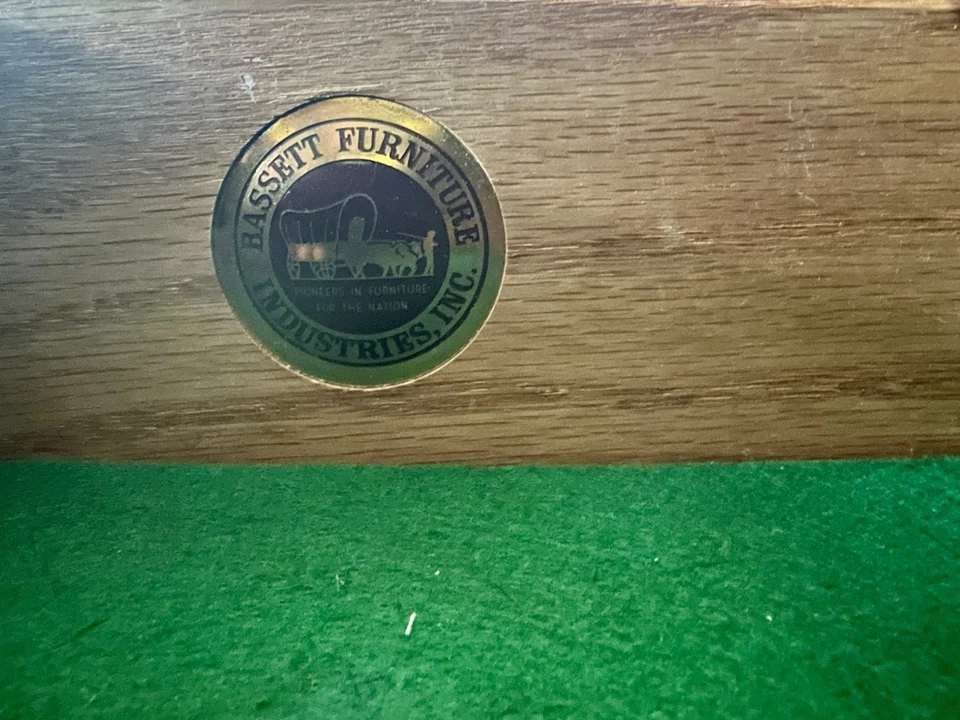 BASSETT FURNITURE
PIONEERS IN FURNITURE
FOR THE NATION
INDUSTRIES, INC.